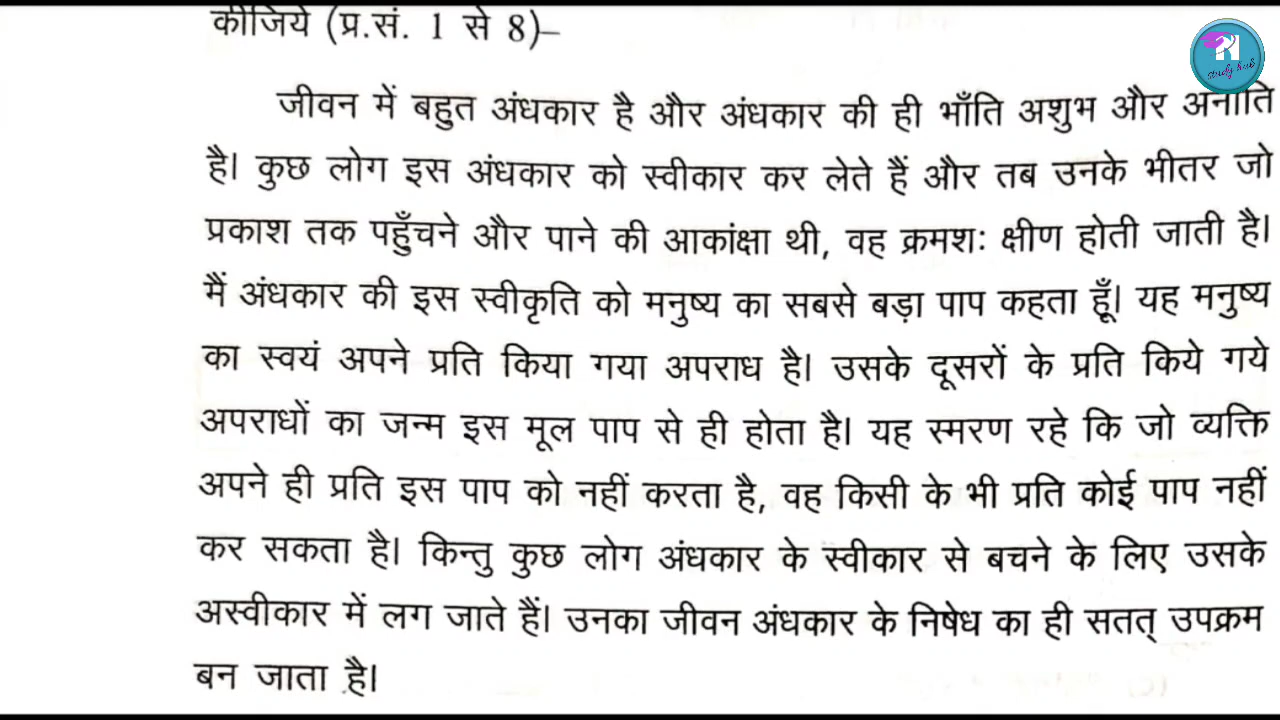 कीजिये (प्र.सं. 1 से 8)–
जीवन में बहुत अंधकार है और अंधकार की ही भाँति अशुभ और अनीति
है। कुछ लोग इस अंधकार को स्वीकार कर लेते हैं और तब उनके भीतर जो
प्रकाश तक पहुँचने और पाने की आकांक्षा थी, वह क्रमशः क्षीण होती जाती है।
मैं अंधकार की इस स्वीकृति को मनुष्य का सबसे बड़ा पाप कहता हूँ। यह मनुष्य
का स्वयं अपने प्रति किया गया अपराध है। उसके दूसरों के प्रति किये गये
अपराधों का जन्म इस मूल पाप से ही होता है। यह स्मरण रहे कि जो व्यक्ति
अपने ही प्रति इस पाप को नहीं करता है, वह किसी के भी प्रति कोई पाप नहीं
कर सकता है। किन्तु कुछ लोग अंधकार के स्वीकार से बचने के लिए उसके
अस्वीकार में लग जाते हैं। उनका जीवन अंधकार के निषेध का ही सतत् उपक्रम
बन जाता है।
N
study hub